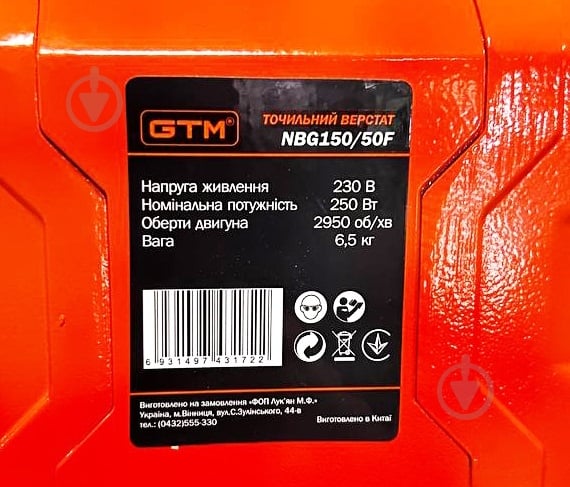 GTM®
ТОЧИЛЬНИЙ ВЕРСТАТ
NBG150/50F
Напруга живлення 230 В
Номінальна потужність 250 Вт
Оберти двигуна 2950 об/хв
Вага 6,5 кг
6 931497 431722
Виготовлено на замовлення «ФОП Лук'ян М.Ф.»
Україна, м.Вінниця, вул.С.Зулінського, 44-в
тел.: (0432)555-330
Виготовлено в Китаї